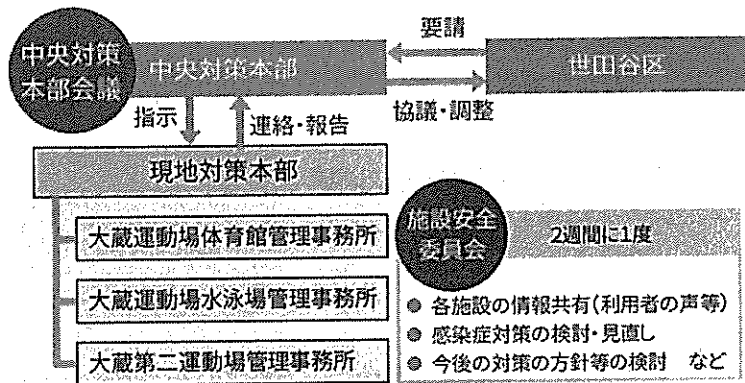 中央対策
本部会議
中央対策本部
要請
世田谷区
協議・調整
指示
連絡・報告
現地対策本部
大蔵運動場体育館管理事務所
大蔵運動場水泳場管理事務所
大蔵第二運動場管理事務所
施設安全
委員会
2週間に1度
● 各施設の情報共有(利用者の声等)
● 感染症対策の検討・見直し
● 今後の対策の方針等の検討 など